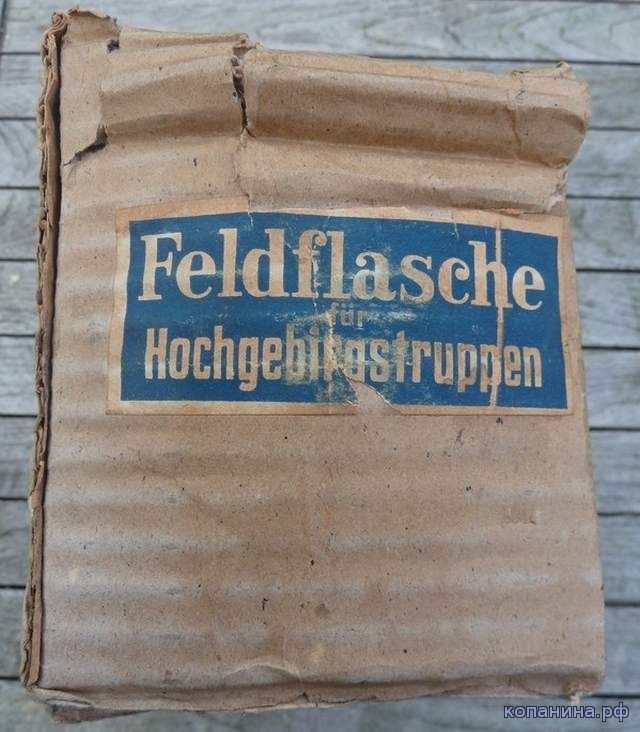 Feldflasche
für
Hochgebirgstruppen
копанина.рф